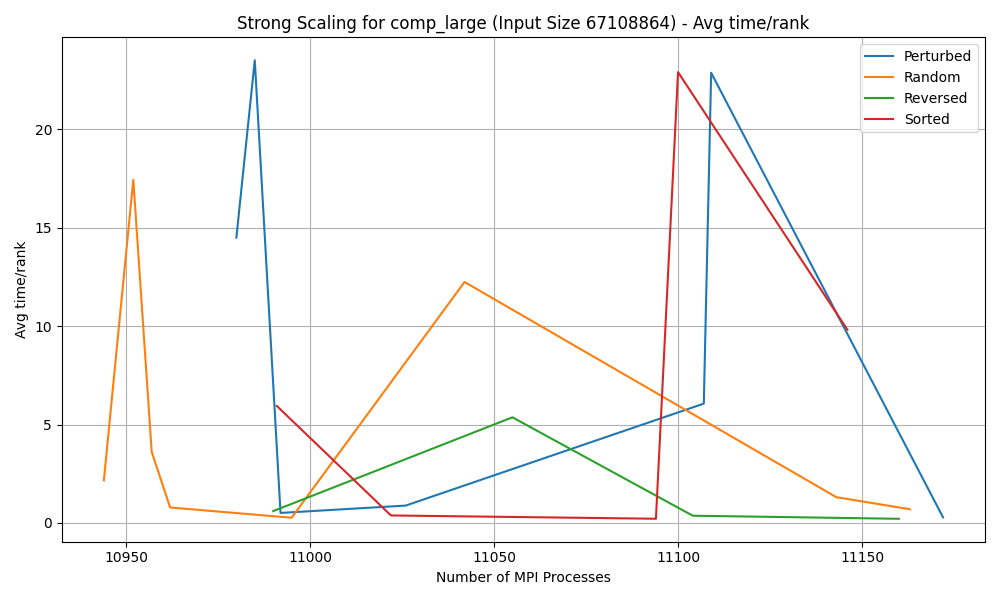 Strong Scaling for comp_large (Input Size 67108864) - Avg time/rank
Perturbed
Random
Reversed
Sorted
Avg time/rank
20
15
10
5
0
10950
11000
11050
11100
11150
Number of MPI Processes